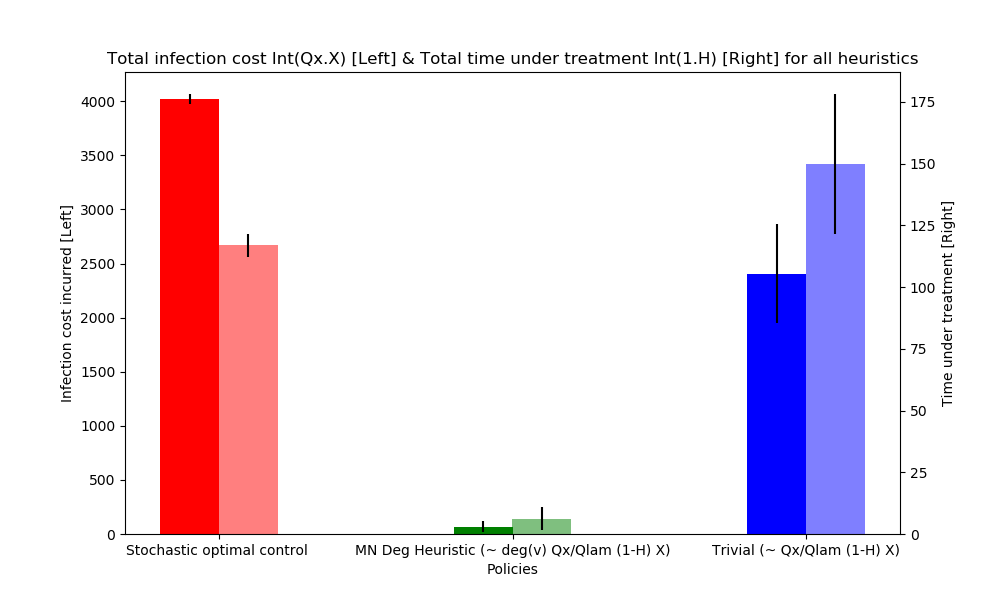 Total infection cost Int(Qx.X) [Left] & Total time under treatment Int(1.H) [Right] for all heuristics
Infection cost incurred [Left]
4000
3500
3000
2500
2000
1500
1000
500
0
175
150
125
100
75
50
25
0
Time under treatment [Right]
Stochastic optimal control
MN Deg Heuristic (~ deg(v) Qx/Qlam (1-H) X)
Trivial (~ Qx/Qlam (1-H) X)
Policies